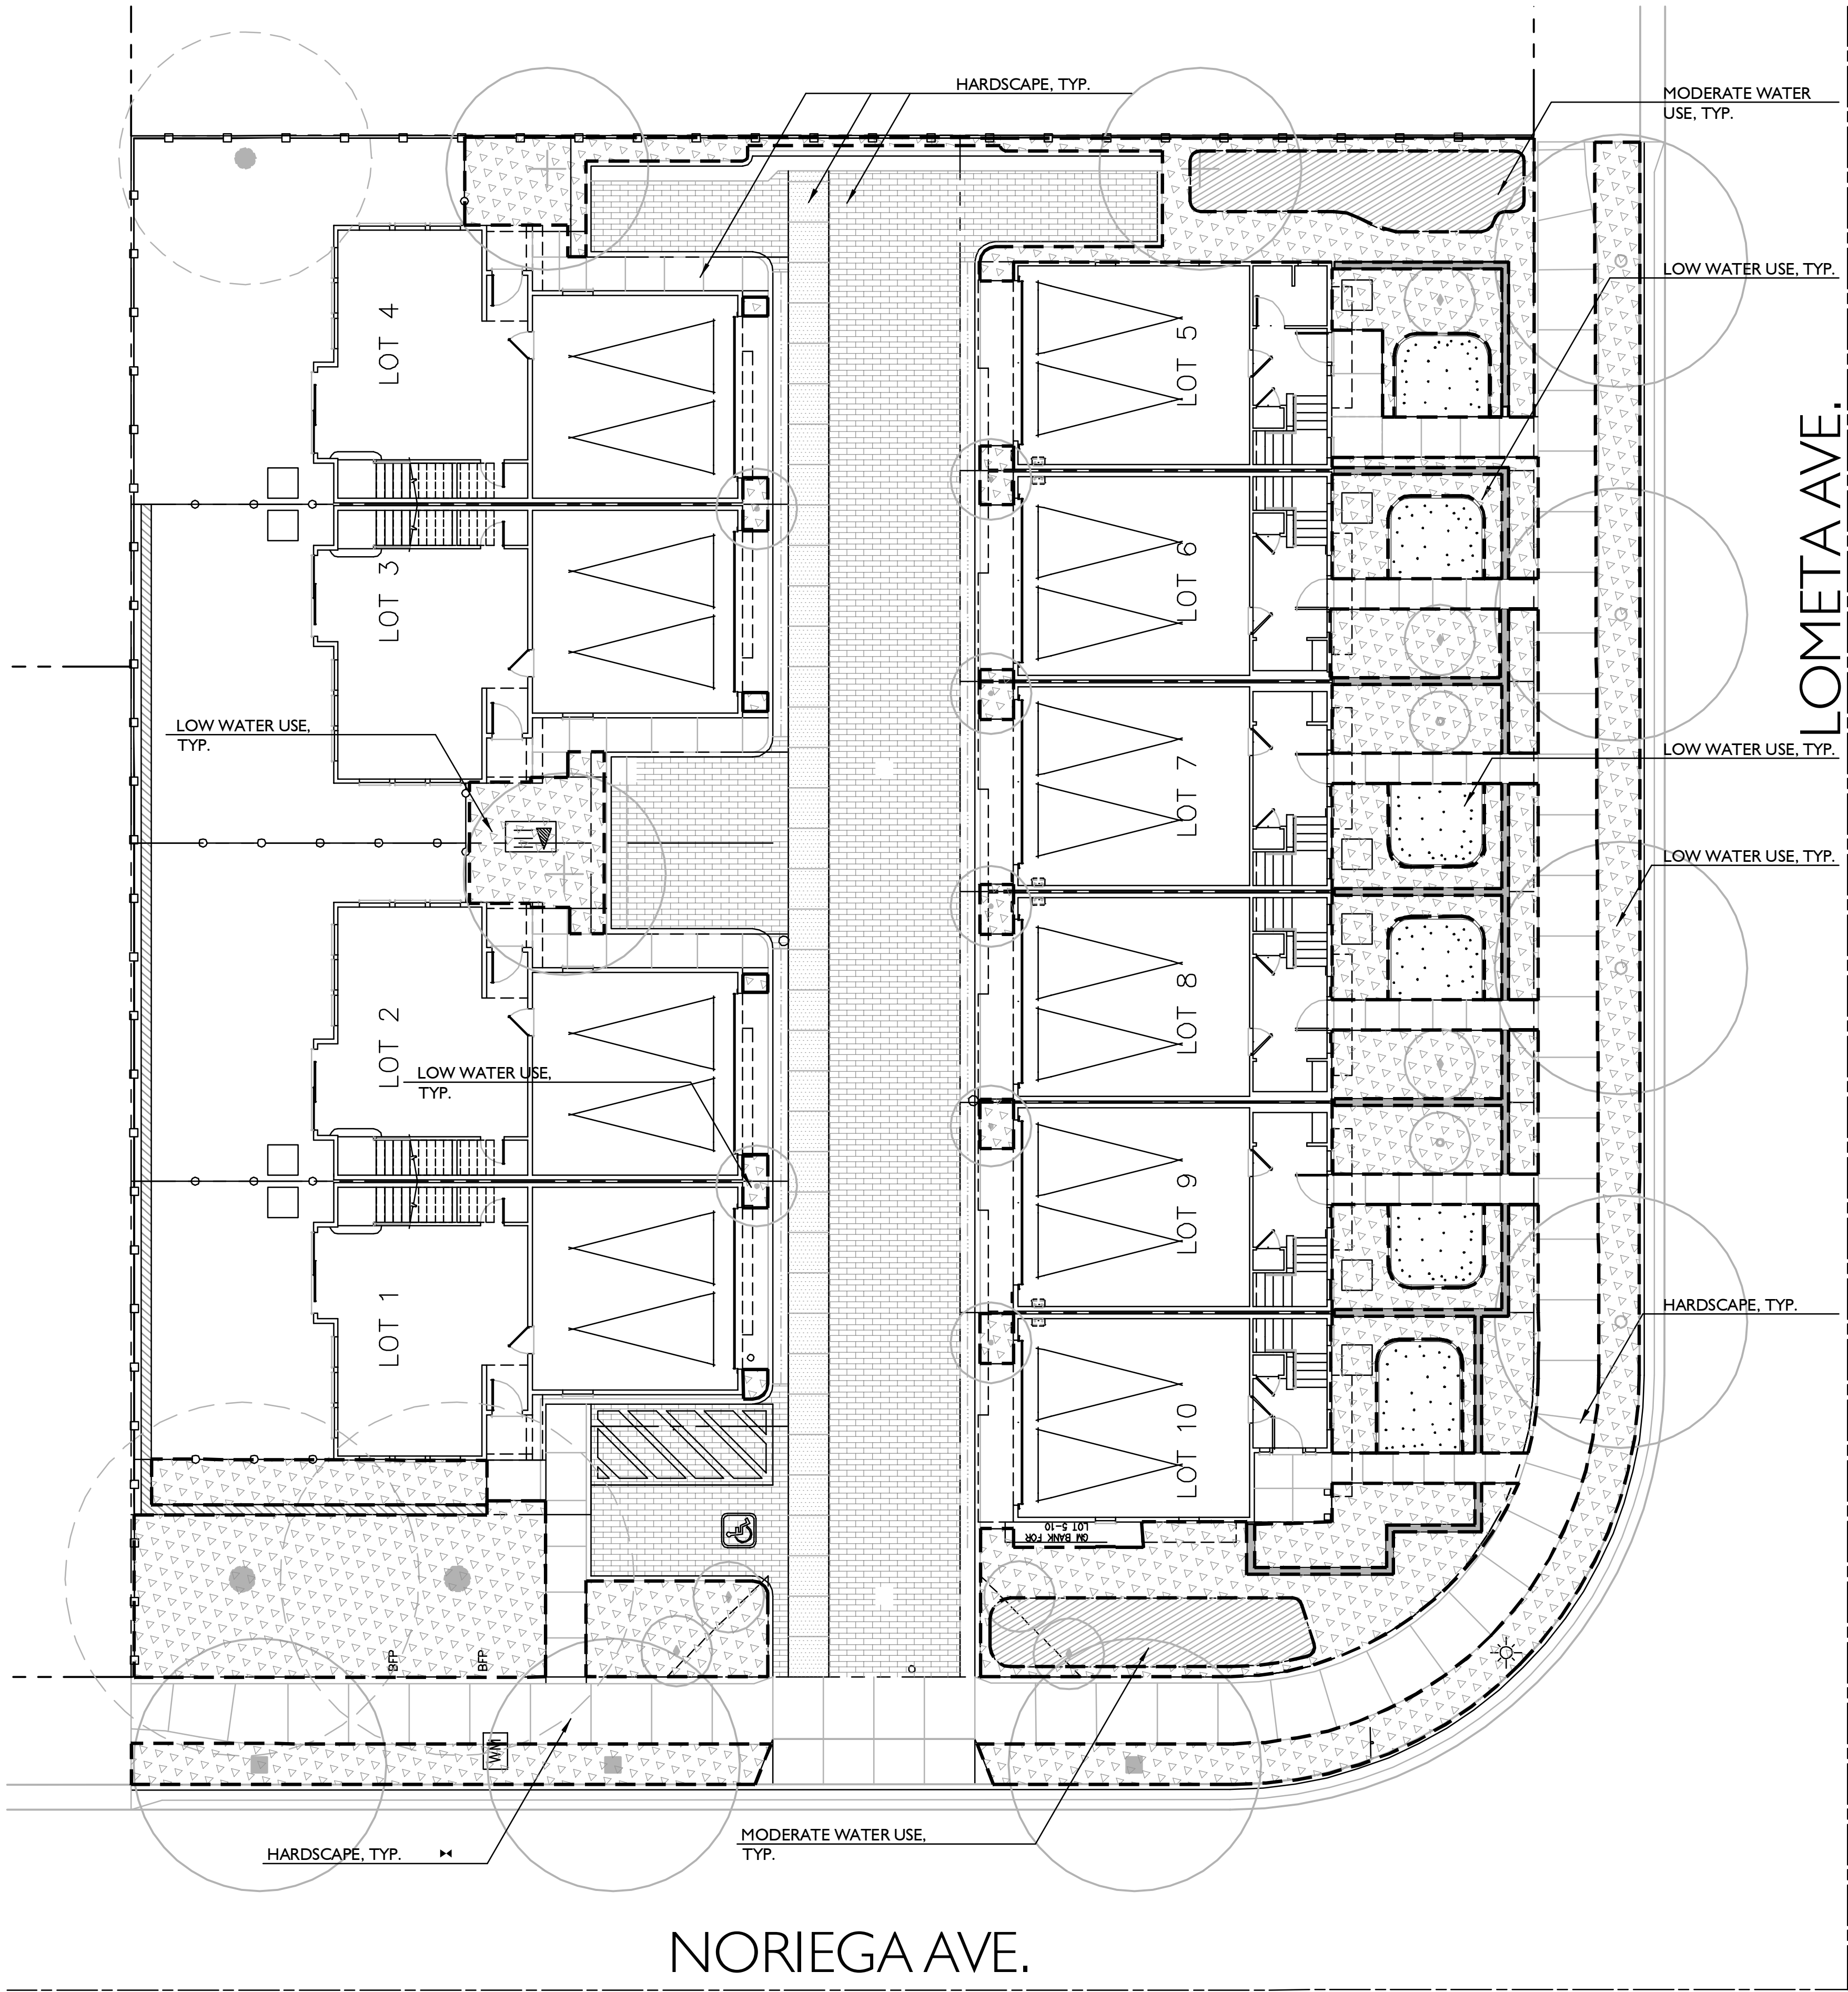 HARDSCAPE, TYP.
MODERATE WATER
USE, TYP.
LOW WATER USE, TYP.
LOT 4
LOT 5
LOMETA AVE.
LOT 3
LOT 6
LOW WATER USE,
TYP.
LOW WATER USE, TYP.
LOT 7
LOW WATER USE, TYP.
LOT 2
LOT 8
LOW WATER USE,
TYP.
LOT 9
LOT 1
HARDSCAPE, TYP.
LOT 10
GM BANK FOR
LOT 5-10
BFP
BFP
WM
MODERATE WATER USE,
TYP.
HARDSCAPE, TYP.
NORIEGA AVE.